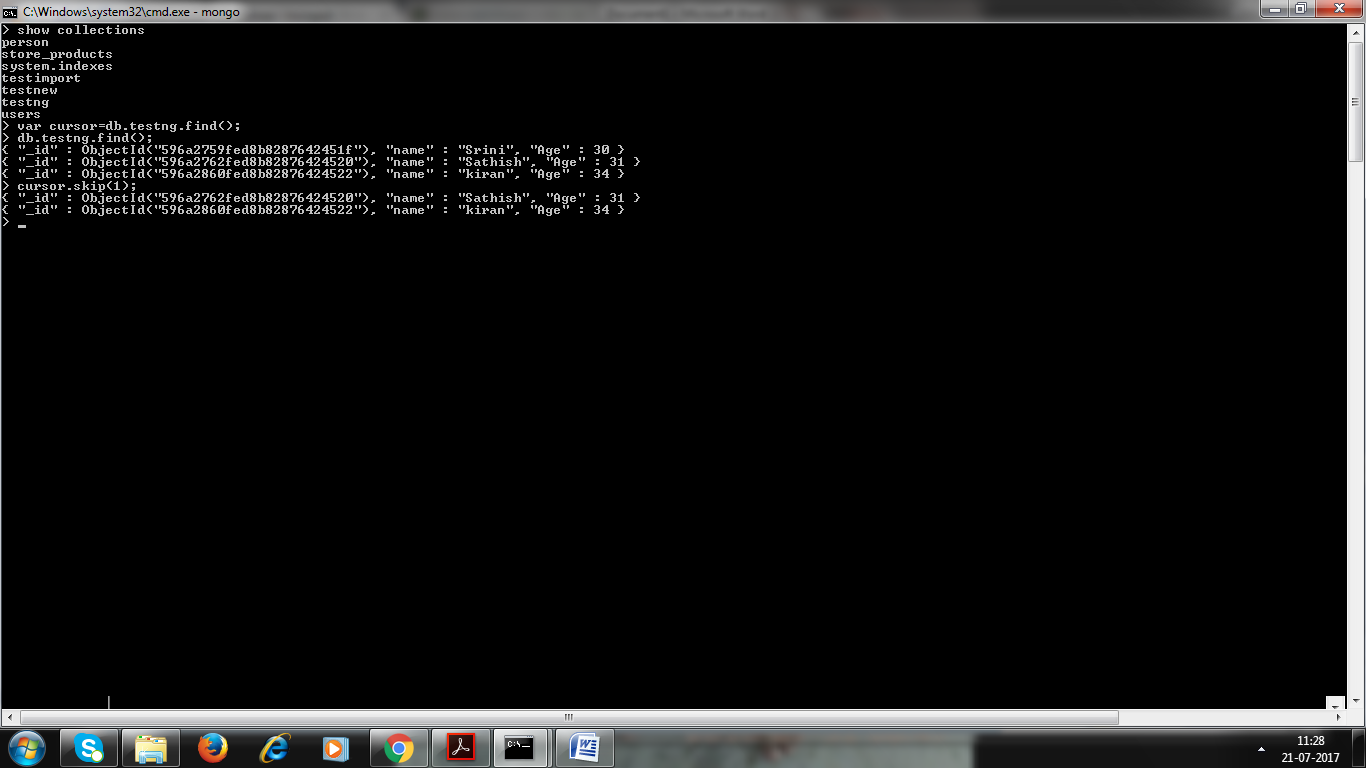 C:\Windows\system32\cmd.exe - mongo
> show collections
person
store_products
system.indexes
testimport
testnew
testng
users
> var cursor=db.testng.find();
> db.testng.find();
{ "_id" : ObjectId("596a2759fed8b8287642451f"), "name" : "Srini", "Age" : 30 }
{ "_id" : ObjectId("596a2762fed8b82876424520"), "name" : "Sathish", "Age" : 31 }
{ "_id" : ObjectId("596a2860fed8b82876424522"), "name" : "kiran", "Age" : 34 }
> cursor.skip(1);
{ "_id" : ObjectId("596a2762fed8b82876424520"), "name" : "Sathish", "Age" : 31 }
{ "_id" : ObjectId("596a2860fed8b82876424522"), "name" : "kiran", "Age" : 34 }
> _
11:28
21-07-2017